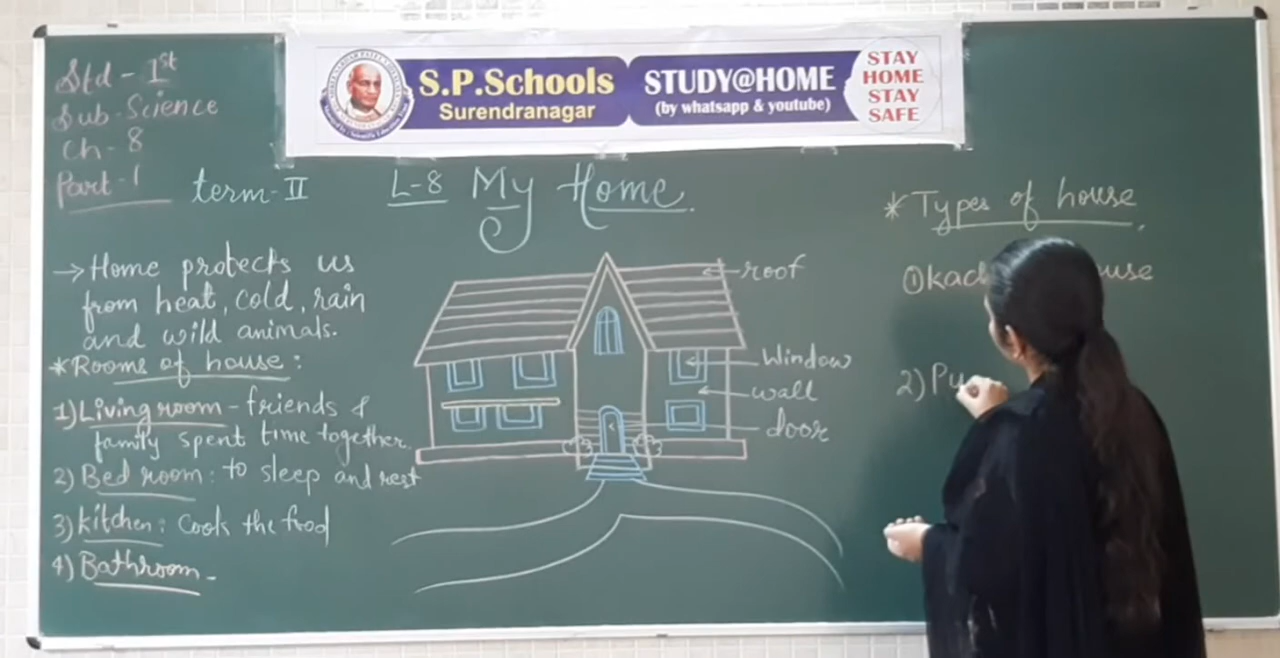 S.P.Schools
Surendranagar
STUDY@HOME
(by whatsapp & youtube)
STAY
HOME
STAY
SAFE
Std - 1st
Sub - Science
Ch - 8
Part - 1
term - II
L-8 My Home.
→ Home protects us
from heat, cold, rain
and wild animals.
* Rooms of house :
1) Living room - friends &
family spent time together.
2) Bed room : to sleep and rest
3) kitchen : Cook the food
4) Bathroom -
roof
Window
wall
door
* Types of house.
① kac use
2) Pu